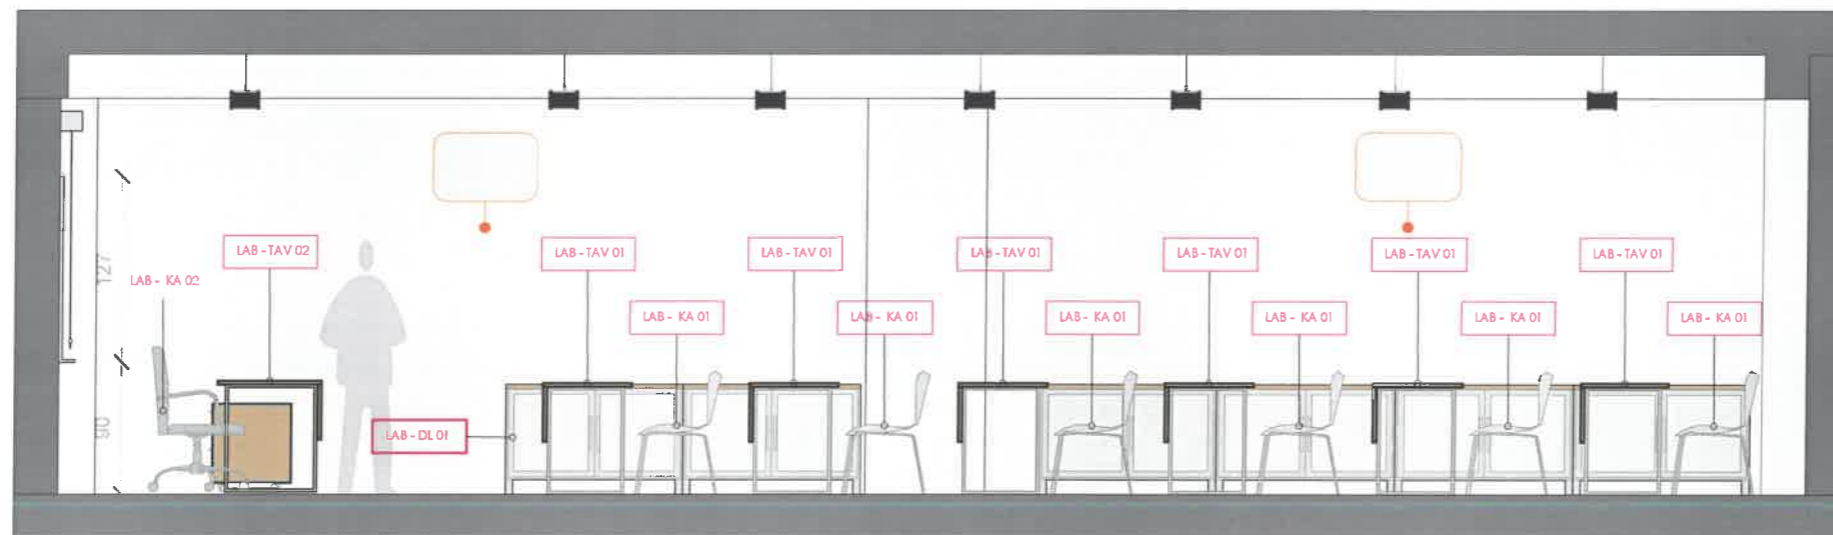 LAB - TAV 02
LAB - TAV 01
LAB - TAV 01
LAB - TAV 01
LAB - TAV 01
LAB - TAV 01
LAB - TAV 01
127
LAB - KA 02
LAB - KA 01
LAB - KA 01
LAB - KA 01
LAB - KA 01
LAB - KA 01
LAB - KA 01
90
LAB - DL 01